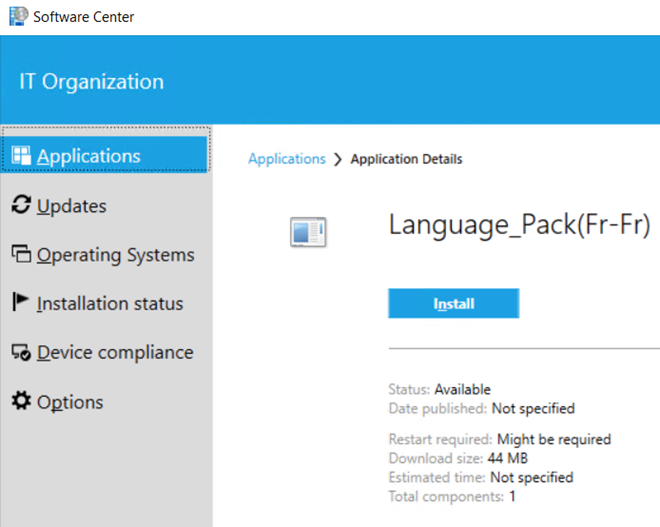 Software Center
IT Organization
Applications
Updates
Operating Systems
Installation status
Device compliance
Options
Applications > Application Details
Language_Pack(Fr-Fr)
Install
Status: Available
Date published: Not specified
Restart required: Might be required
Download size: 44 MB
Estimated time: Not specified
Total components: 1